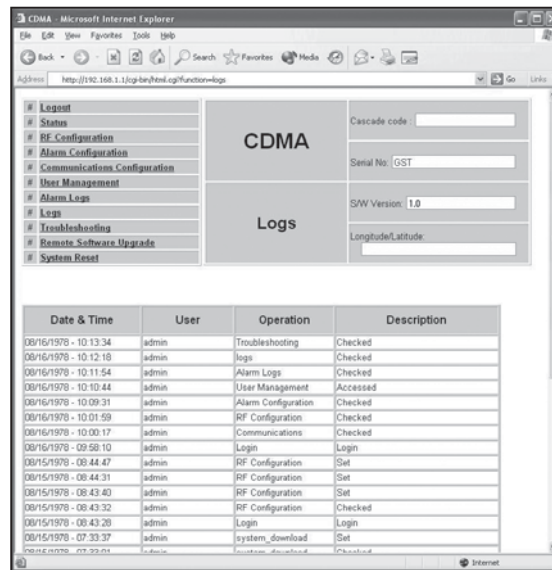 CDMA - Microsoft Internet Explorer
File Edit View Favorites Tools Help
Back Search Favorites Media
Address http://192.168.1.1/cgi-bin/html.cgi?function=logs Go Links
# Logout
# Status
# RF Configuration
# Alarm Configuration
# Communications Configuration
# User Management
# Alarm Logs
# Logs
# Troubleshooting
# Remote Software Upgrade
# System Reset
CDMA
Logs
Cascade code :
Serial No: GST
S/W Version: 1.0
Longitude/Latitude:
Date & Time User Operation Description
08/16/1978 - 10:13:34 admin Troubleshooting Checked
08/16/1978 - 10:12:18 admin logs Checked
08/16/1978 - 10:11:54 admin Alarm Logs Checked
08/16/1978 - 10:10:44 admin User Management Accessed
08/16/1978 - 10:09:31 admin Alarm Configuration Checked
08/16/1978 - 10:01:59 admin RF Configuration Checked
08/16/1978 - 10:00:17 admin Communications Checked
08/16/1978 - 09:58:10 admin Login Login
08/15/1978 - 08:44:47 admin RF Configuration Set
08/15/1978 - 08:44:31 admin RF Configuration Set
08/15/1978 - 08:43:40 admin RF Configuration Set
08/15/1978 - 08:43:32 admin RF Configuration Checked
08/15/1978 - 08:43:28 admin Login Login
08/15/1978 - 07:33:37 admin system_download Set
08/15/1978 - 07:33:01 admin system_download Checked
Internet